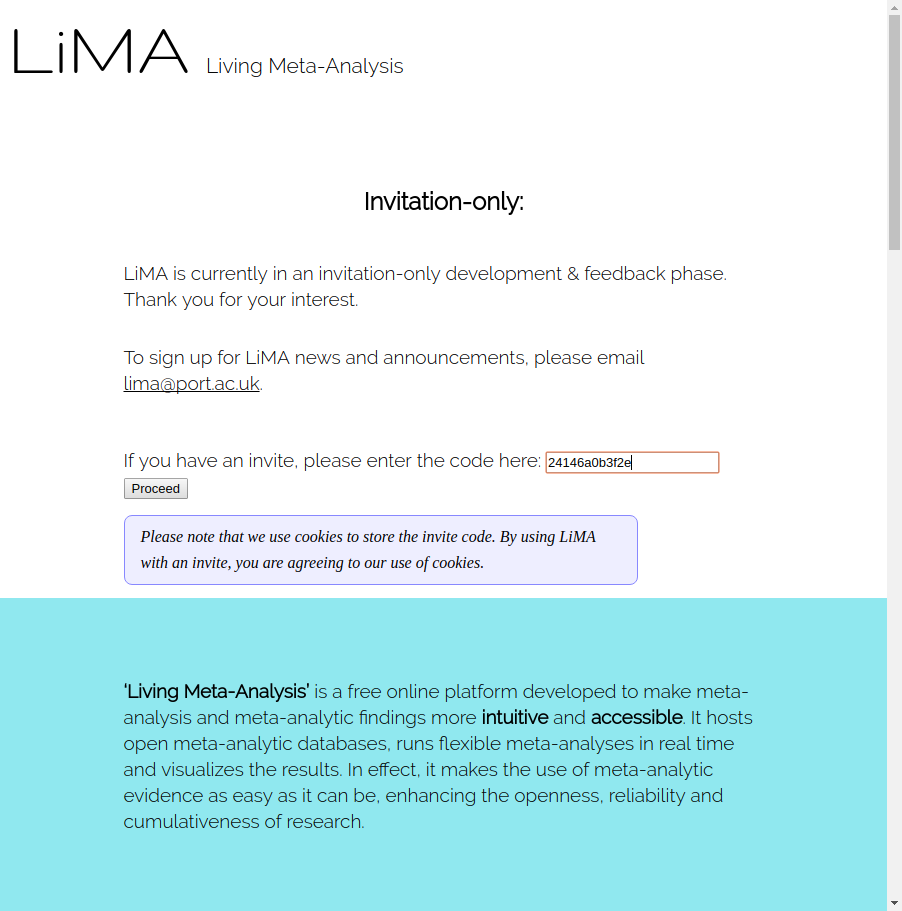 LiMA Living Meta-Analysis
Invitation-only:
LiMA is currently in an invitation-only development & feedback phase.
Thank you for your interest.
To sign up for LiMA news and announcements, please email
lima@port.ac.uk.
If you have an invite, please enter the code here: 24146a0b3f2e
Proceed
Please note that we use cookies to store the invite code. By using LiMA
with an invite, you are agreeing to our use of cookies.
‘Living Meta-Analysis’ is a free online platform developed to make meta-
analysis and meta-analytic findings more intuitive and accessible. It hosts
open meta-analytic databases, runs flexible meta-analyses in real time
and visualizes the results. In effect, it makes the use of meta-analytic
evidence as easy as it can be, enhancing the openness, reliability and
cumulativeness of research.